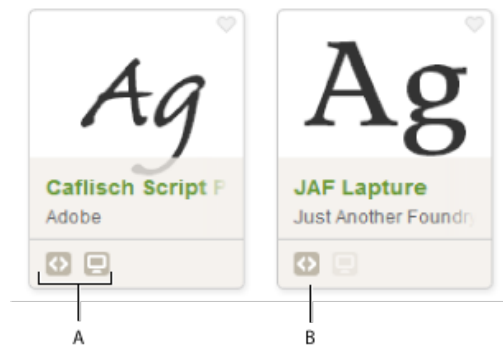 Ag
Ag
Caflisch Script
Adobe
JAF Lapture
Just Another Foundry
A
B